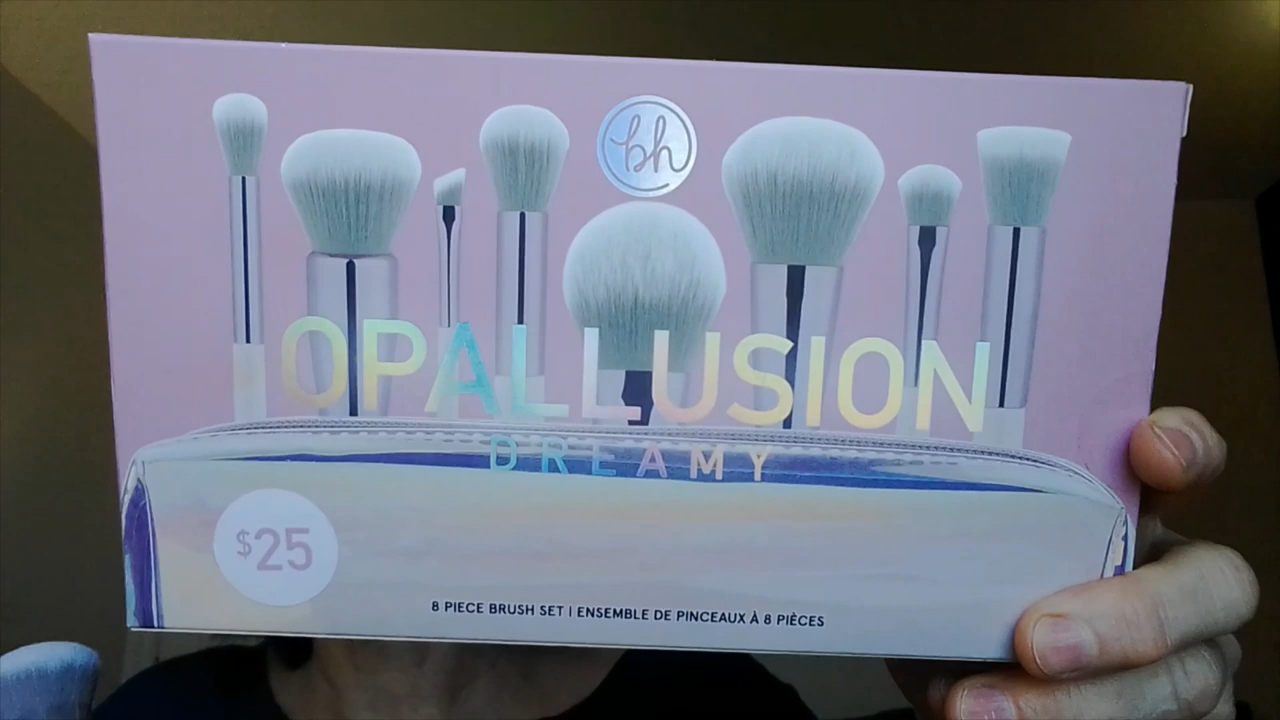 bh
OPALLUSION
DREAMY
$25
8 PIECE BRUSH SET | ENSEMBLE DE PINCEAUX À 8 PIÈCES